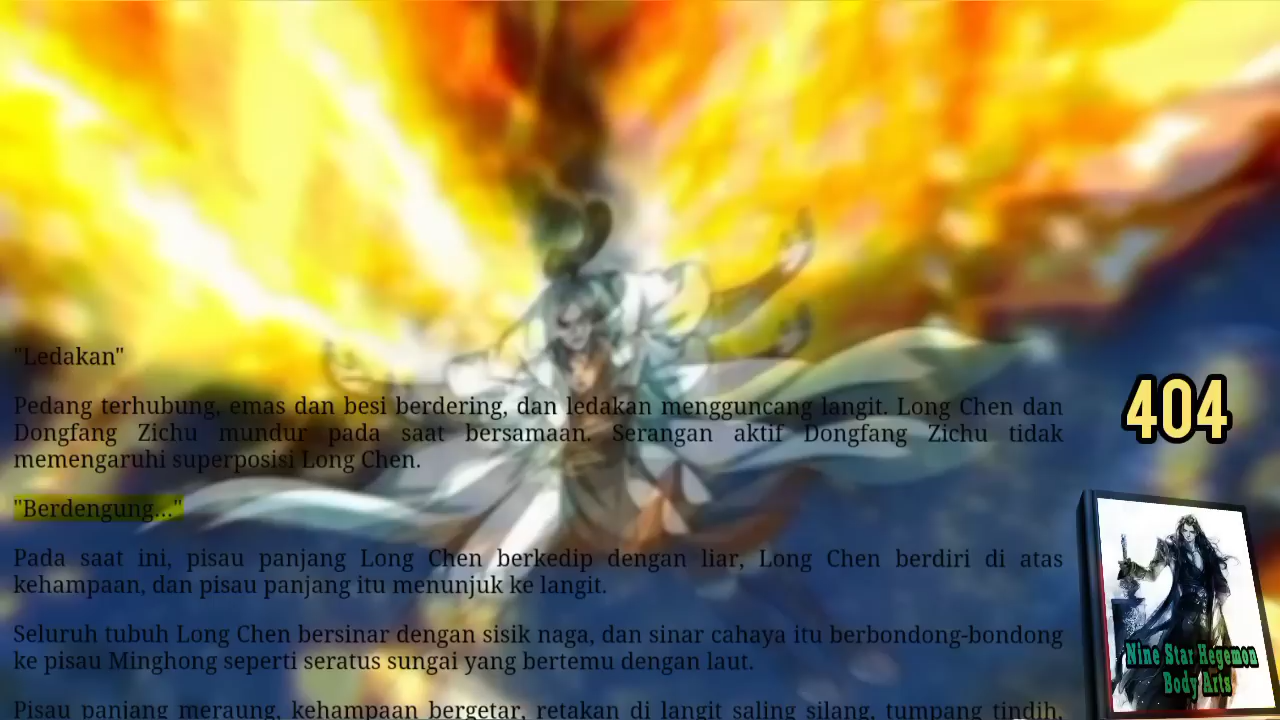 "Ledakan"
Pedang terhubung, emas dan besi berdering, dan ledakan mengguncang langit. Long Chen dan
Dongfang Zichu mundur pada saat bersamaan. Serangan aktif Dongfang Zichu tidak
memengaruhi superposisi Long Chen.
"Berdengung..."
Pada saat ini, pisau panjang Long Chen berkedip dengan liar, Long Chen berdiri di atas
kehampaan, dan pisau panjang itu menunjuk ke langit.
Seluruh tubuh Long Chen bersinar dengan sisik naga, dan sinar cahaya itu berbondong-bondong
ke pisau Minghong seperti seratus sungai yang bertemu dengan laut.
Pisau panjang meraung, kehampaan bergetar, retakan di langit saling silang, tumpang tindih,
404
Nine Star Hegemon
Body Arts